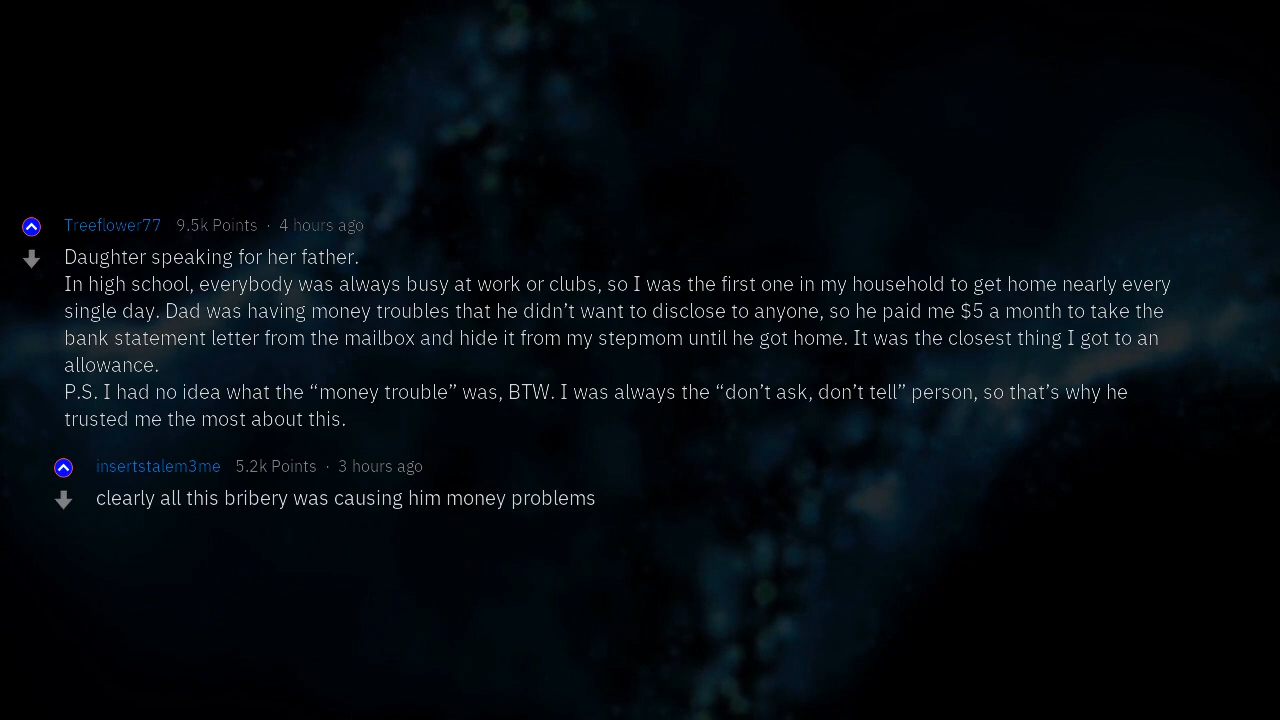 Treeflower77 9.5k Points · 4 hours ago
Daughter speaking for her father.
In high school, everybody was always busy at work or clubs, so I was the first one in my household to get home nearly every
single day. Dad was having money troubles that he didn’t want to disclose to anyone, so he paid me $5 a month to take the
bank statement letter from the mailbox and hide it from my stepmom until he got home. It was the closest thing I got to an
allowance.
P.S. I had no idea what the “money trouble” was, BTW. I was always the “don’t ask, don’t tell” person, so that’s why he
trusted me the most about this.
insertstalem3me 5.2k Points · 3 hours ago
clearly all this bribery was causing him money problems